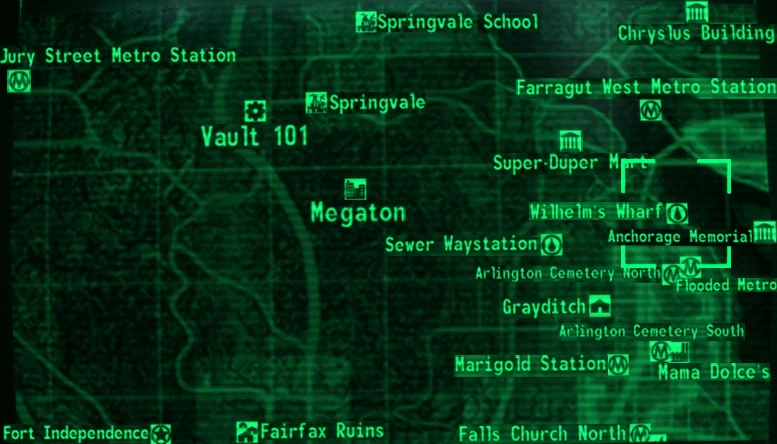 Springvale School
Chryslus Building
Jury Street Metro Station
Farragut West Metro Station
Springvale
Vault 101
Super-Duper Mart
Megaton
Wilhelm's Wharf
Anchorage Memorial
Sewer Waystation
Arlington Cemetery North
Flooded Metro
Grayditch
Arlington Cemetery South
Marigold Station
Mama Dolce's
Fort Independence
Fairfax Ruins
Falls Church North